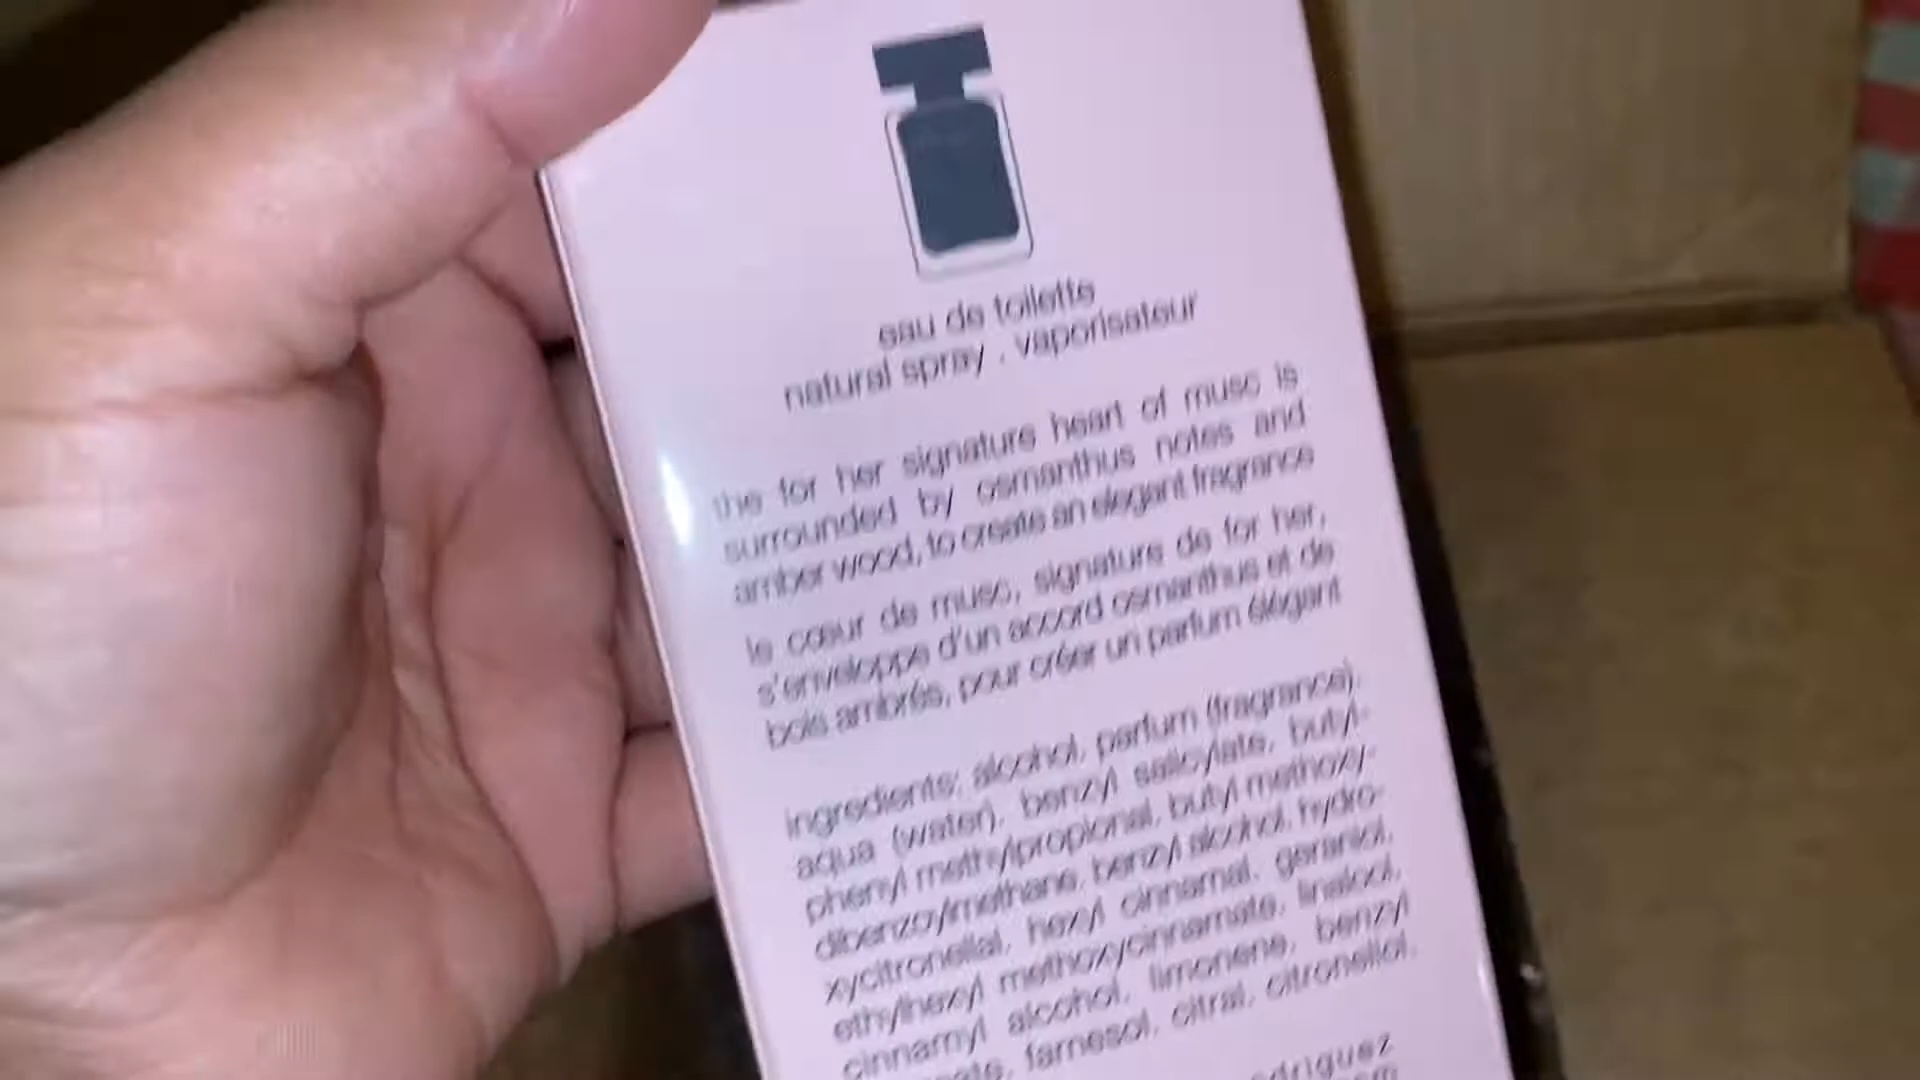 eau de toilette
natural spray . vaporisateur
the for her signature heart of musc is
surrounded by osmanthus notes and
amber wood, to create an elegant fragrance
le cœur de musc, signature de for her,
s'enveloppe d'un accord osmanthus et de
bois ambrés, pour créer un parfum élégant
ingredients: alcohol, parfum (fragrance),
aqua (water), benzyl salicylate, butyl-
phenyl methylpropional, butyl methoxy-
dibenzoylmethane, benzyl alcohol, hydro-
xycitronellal, hexyl cinnamal, geraniol,
ethylhexyl methoxycinnamate, linalool,
cinnamyl alcohol, limonene, benzyl
farnesol, citral, citronellol.